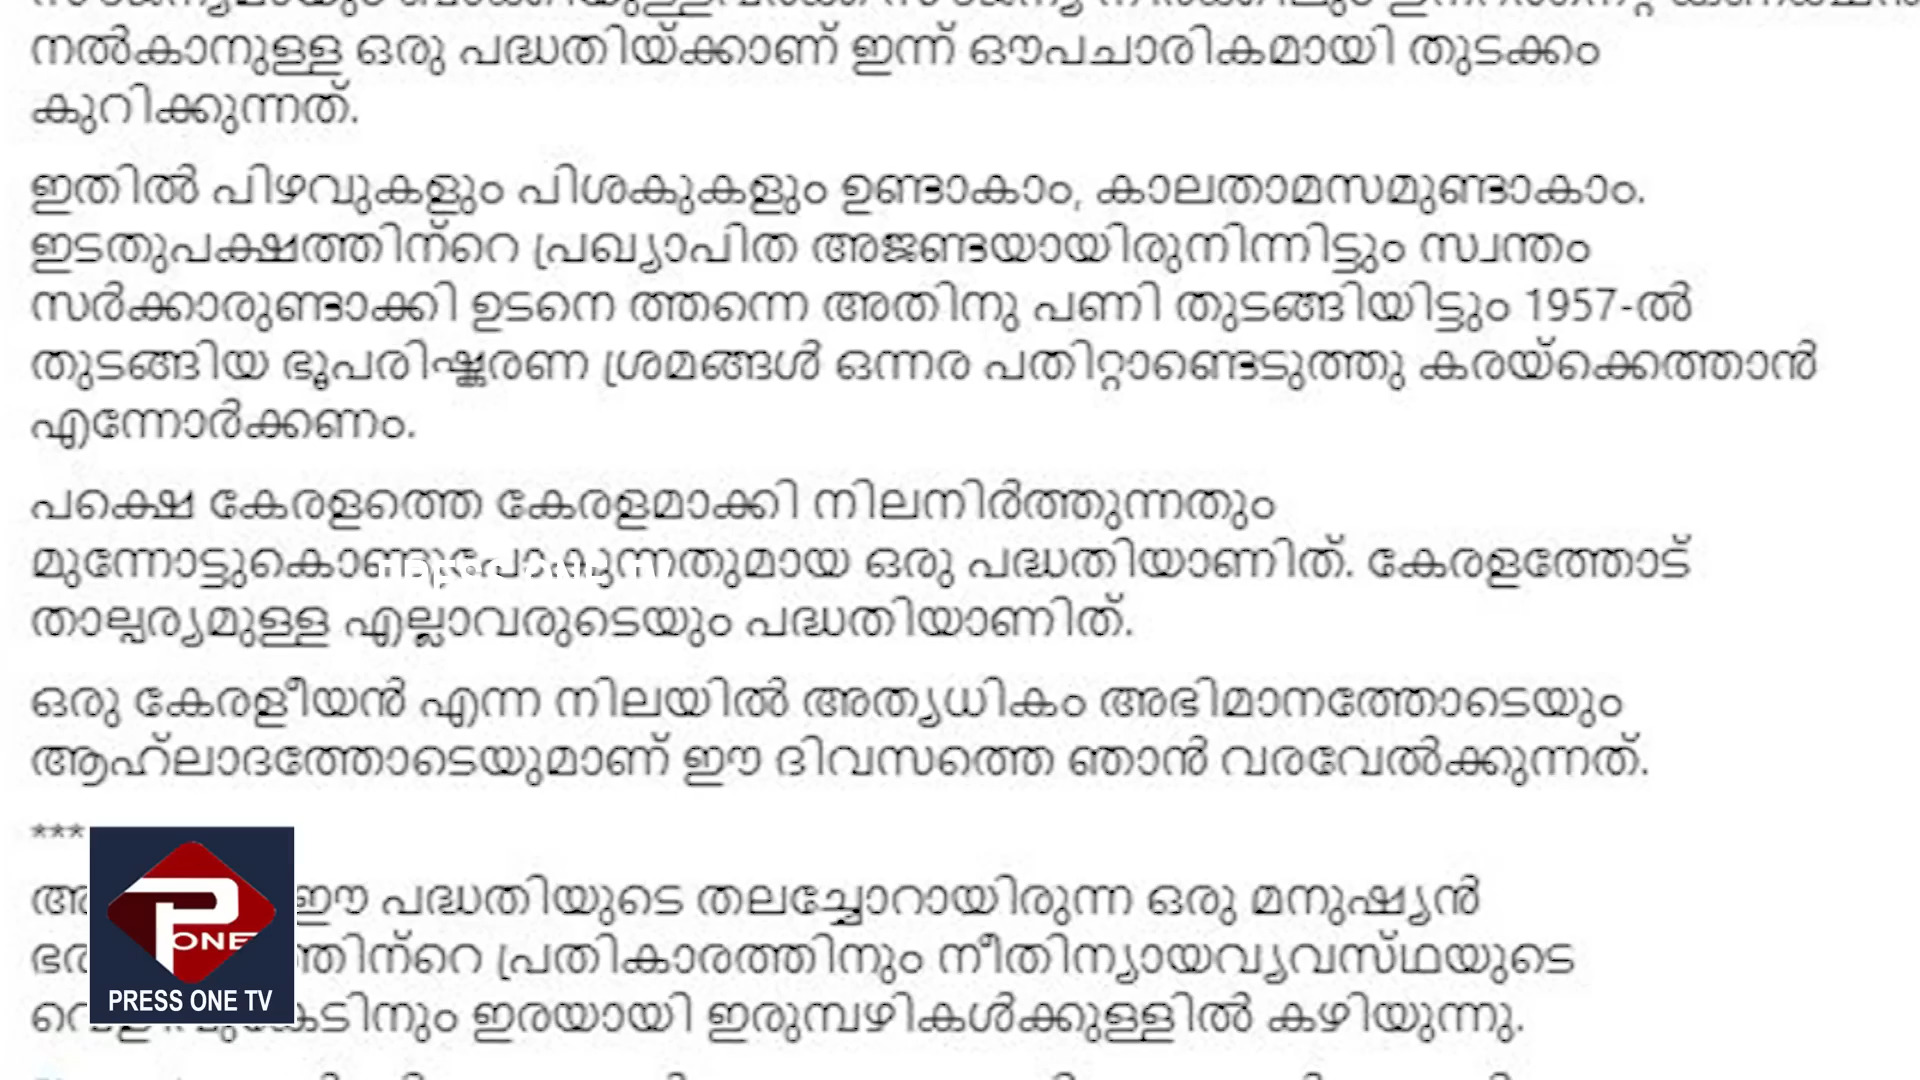 നൽകാനുള്ള ഒരു പദ്ധതിയ്ക്കാണ് ഇന്ന് ഔപചാരികമായി തുടക്കം
കുറിക്കുന്നത്.
ഇതിൽ പിഴവുകളും പിശകുകളും ഉണ്ടാകാം, കാലതാമസമുണ്ടാകാം.
ഇടതുപക്ഷത്തിന്റെ പ്രഖ്യാപിത അജണ്ടയായിരുനിന്നിട്ടും സ്വന്തം
സർക്കാരുണ്ടാക്കി ഉടനെ ത്തന്നെ അതിനു പണി തുടങ്ങിയിട്ടും 1957-ൽ
തുടങ്ങിയ ഭൂപരിഷ്കരണ ശ്രമങ്ങൾ ഒന്നര പതിറ്റാണ്ടെടുത്തു കരയ്ക്കെത്താൻ
എന്നോർക്കണം.
പക്ഷെ കേരളത്തെ കേരളമാക്കി നിലനിർത്തുന്നതും
മുന്നോട്ടുകൊണ്ടുപോകുന്നതുമായ ഒരു പദ്ധതിയാണിത്. കേരളത്തോട്
താല്പര്യമുള്ള എല്ലാവരുടെയും പദ്ധതിയാണിത്.
ഒരു കേരളീയൻ എന്ന നിലയിൽ അത്യധികം അഭിമാനത്തോടെയും
ആഹ്ലാദത്തോടെയുമാണ് ഈ ദിവസത്തെ ഞാൻ വരവേൽക്കുന്നത്.
***
ഈ പദ്ധതിയുടെ തലച്ചോറായിരുന്ന ഒരു മനുഷ്യൻ
പ്രതികാരത്തിനും നീതിന്യായവ്യവസ്ഥയുടെ
ഇരയായി ഇരുമ്പഴികൾക്കുള്ളിൽ കഴിയുന്നു.
P ONE
PRESS ONE TV